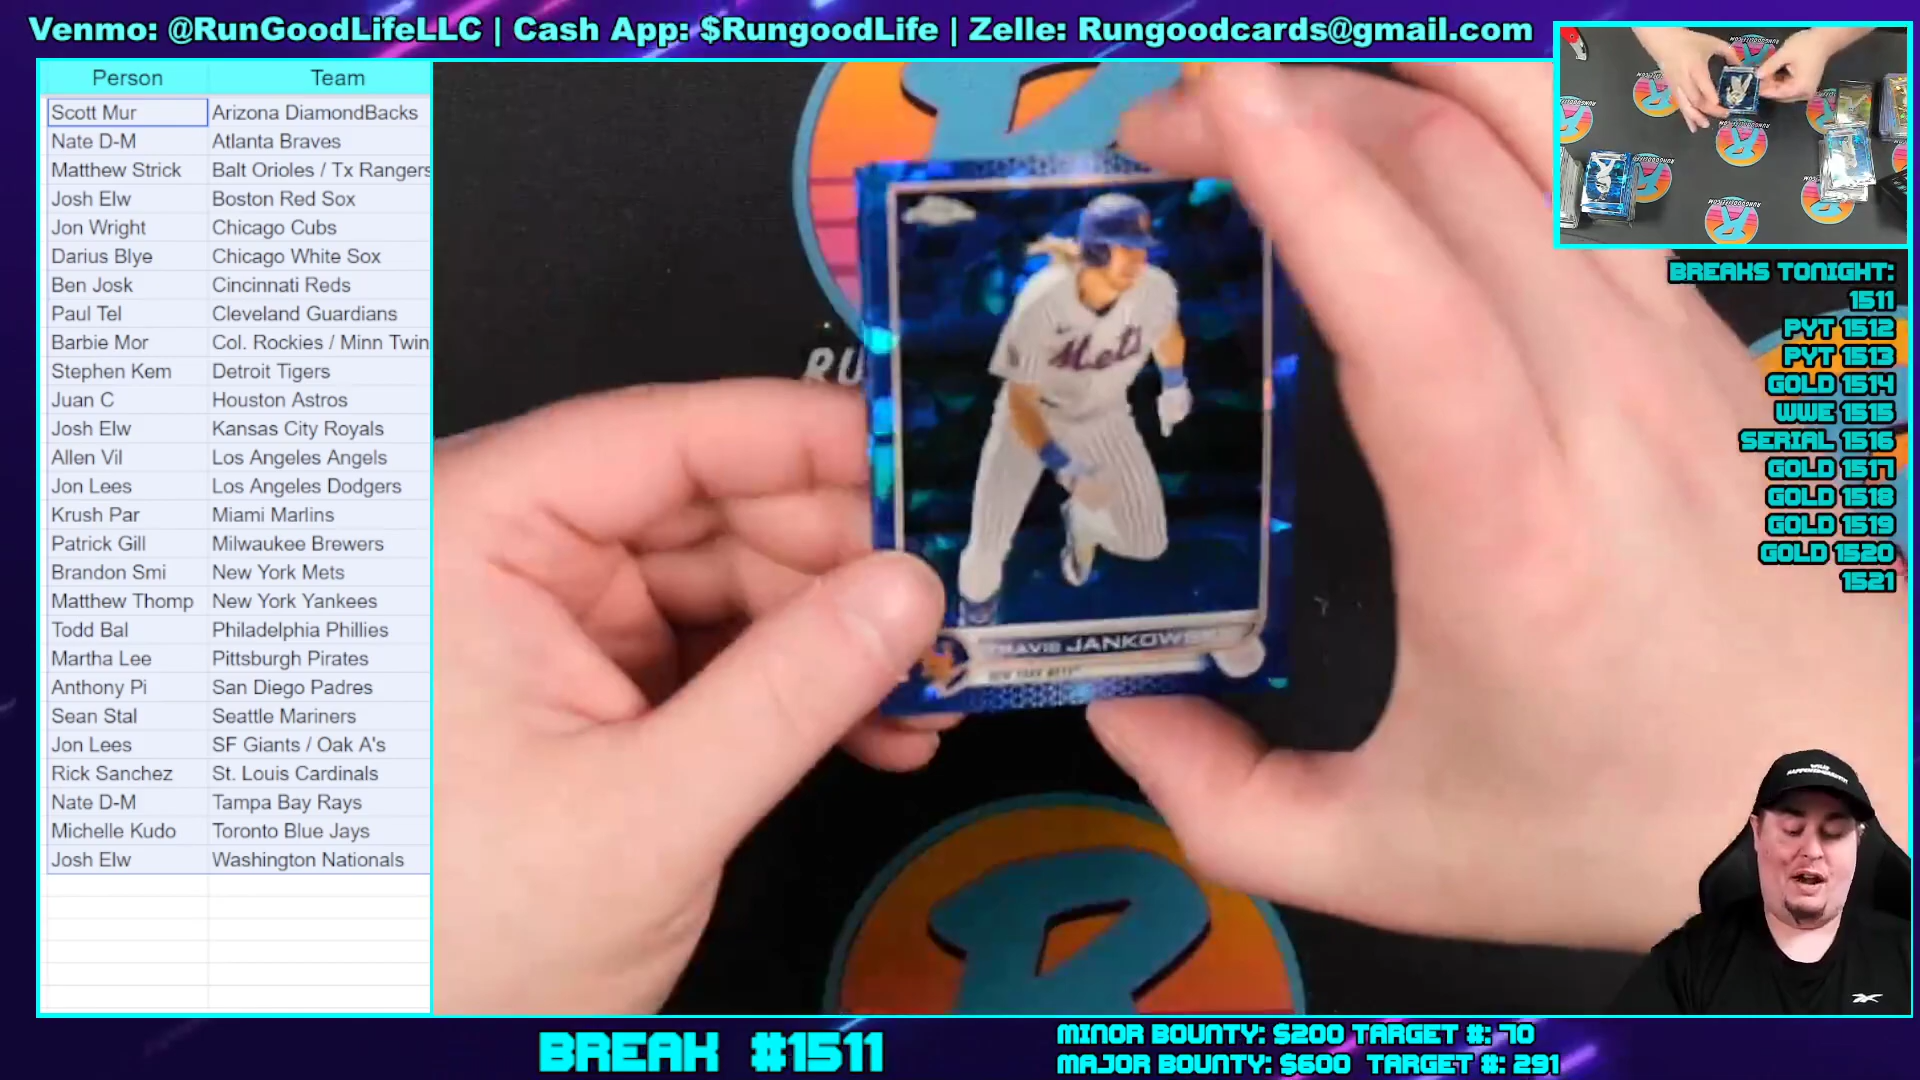 Venmo: @RunGoodLifeLLC | Cash App: $RungoodLife | Zelle: Rungoodcards@gmail.com
Person Team
Scott Mur Arizona DiamondBacks
Nate D-M Atlanta Braves
Matthew Strick Balt Orioles / Tx Rangers
Josh Elw Boston Red Sox
Jon Wright Chicago Cubs
Darius Blye Chicago White Sox
Ben Josk Cincinnati Reds
Paul Tel Cleveland Guardians
Barbie Mor Col. Rockies / Minn Twin
Stephen Kem Detroit Tigers
Juan C Houston Astros
Josh Elw Kansas City Royals
Allen Vil Los Angeles Angels
Jon Lees Los Angeles Dodgers
Krush Par Miami Marlins
Patrick Gill Milwaukee Brewers
Brandon Smi New York Mets
Matthew Thomp New York Yankees
Todd Bal Philadelphia Phillies
Martha Lee Pittsburgh Pirates
Anthony Pi San Diego Padres
Sean Stal Seattle Mariners
Jon Lees SF Giants / Oak A's
Rick Sanchez St. Louis Cardinals
Nate D-M Tampa Bay Rays
Michelle Kudo Toronto Blue Jays
Josh Elw Washington Nationals
RU
Mets
TRAVIS JANKOWSKI
NEW YORK METS
BREAKS TONIGHT:
1511
PYT 1512
PYT 1513
GOLD 1514
WWE 1515
SERIAL 1516
GOLD 1517
GOLD 1518
GOLD 1519
GOLD 1520
1521
BREAK #1511
MINOR BOUNTY: $200 TARGET #: 70
MAJOR BOUNTY: $600 TARGET #: 291